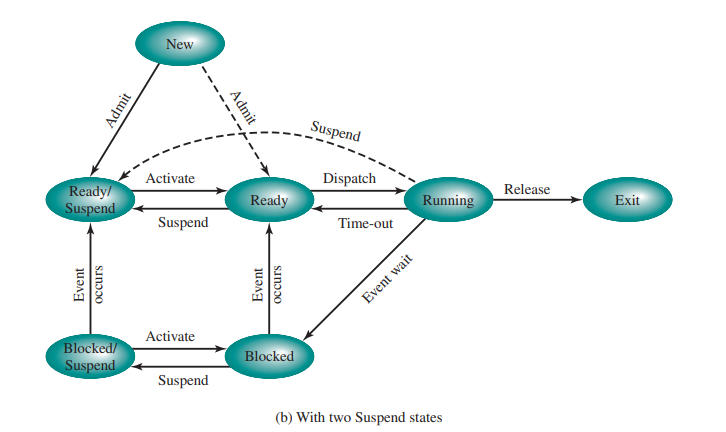 New
Admit
Admit
Suspend
Ready/
Suspend
Activate
Suspend
Ready
Dispatch
Time-out
Running
Release
Exit
Event
occurs
Event
occurs
Event wait
Blocked/
Suspend
Activate
Suspend
Blocked
(b) With two Suspend states